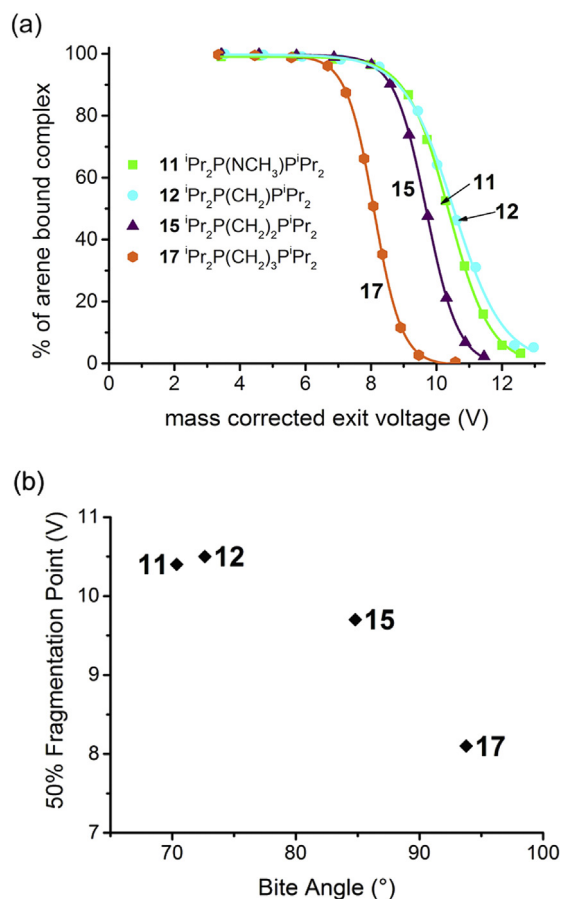 (a)
100
80
60
40
20
0
% of arene bound complex
11 ⁱPr₂P(NCH₃)PⁱPr₂
12 ⁱPr₂P(CH₂)PⁱPr₂
15 ⁱPr₂P(CH₂)₂PⁱPr₂
17 ⁱPr₂P(CH₂)₃PⁱPr₂
15
11
12
17
0 2 4 6 8 10 12
mass corrected exit voltage (V)
(b)
11
10
9
8
7
50% Fragmentation Point (V)
11 12
15
17
70 80 90 100
Bite Angle (°)